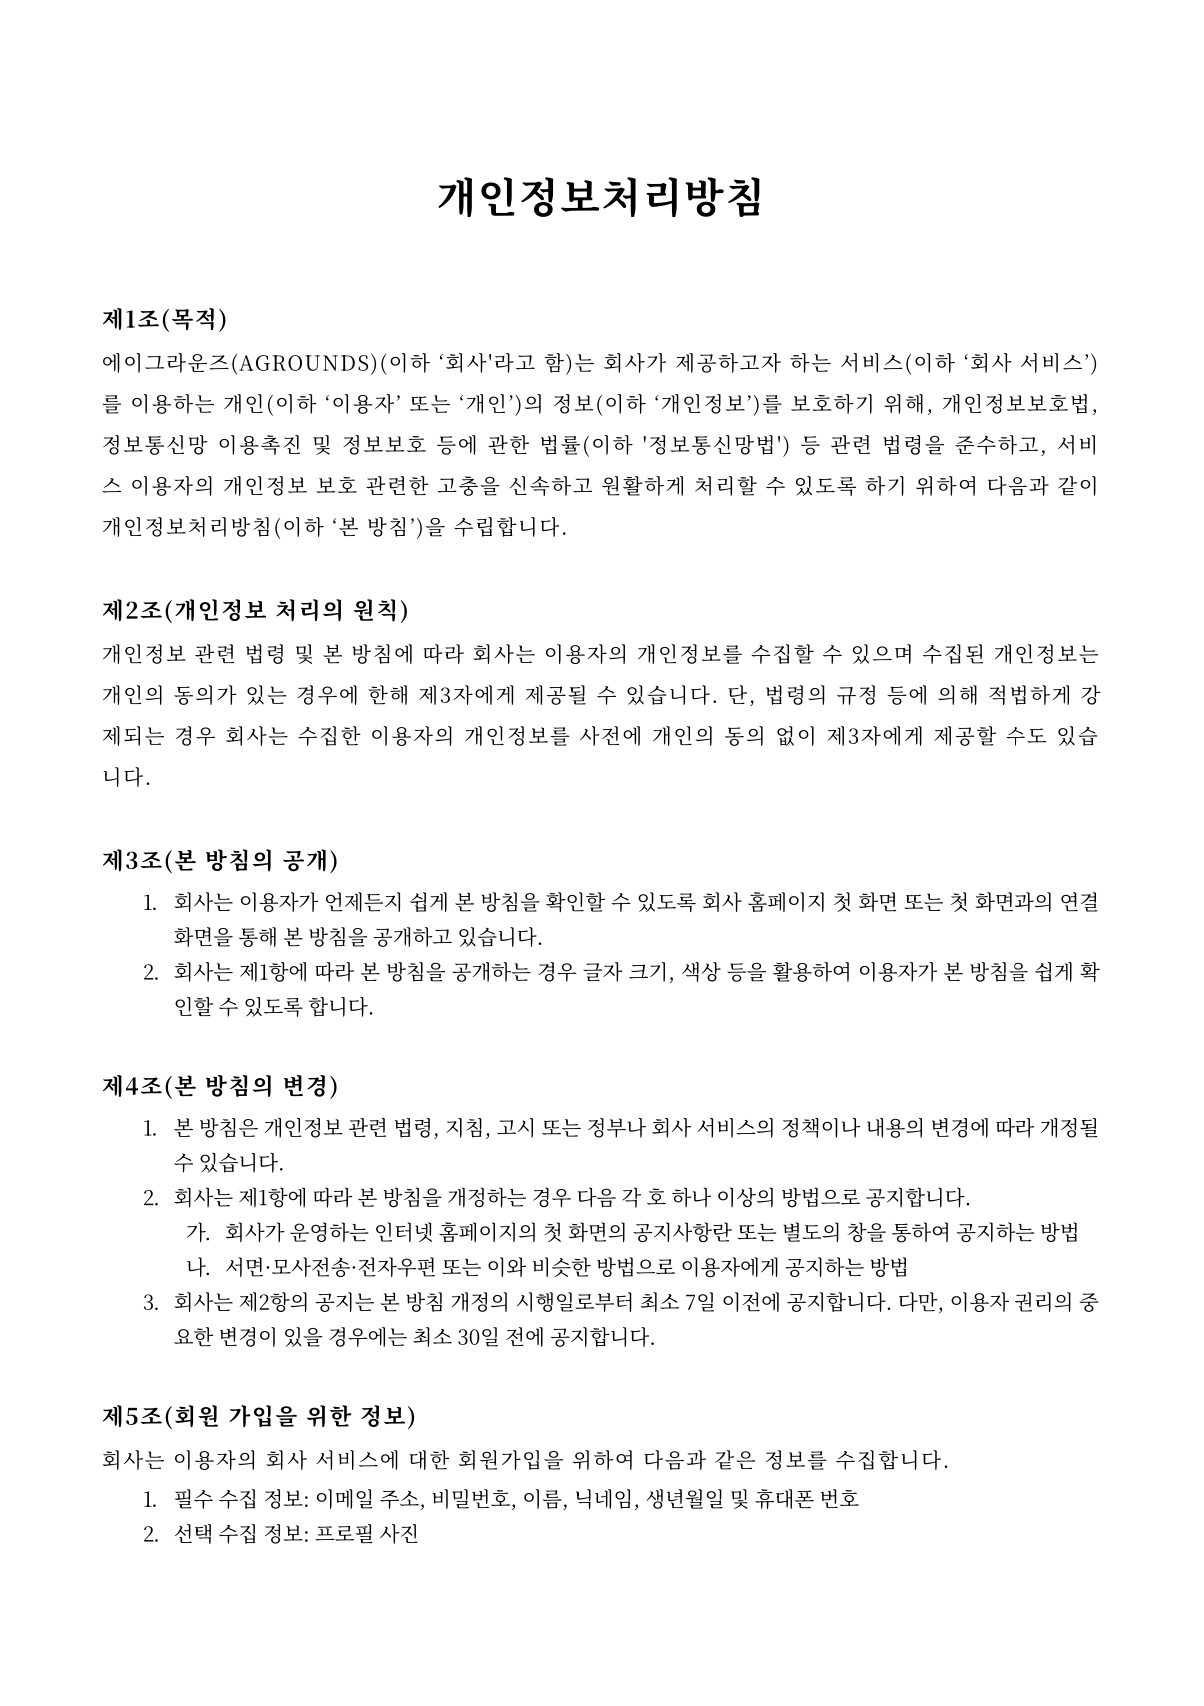 개인정보처리방침
제1조(목적)
에이그라운즈(AGROUNDS)(이하 ‘회사'라고 함)는 회사가 제공하고자 하는 서비스(이하 ‘회사 서비스’)
를 이용하는 개인(이하 ‘이용자’ 또는 ‘개인’)의 정보(이하 ‘개인정보’)를 보호하기 위해, 개인정보보호법,
정보통신망 이용촉진 및 정보보호 등에 관한 법률(이하 '정보통신망법') 등 관련 법령을 준수하고, 서비
스 이용자의 개인정보 보호 관련한 고충을 신속하고 원활하게 처리할 수 있도록 하기 위하여 다음과 같이
개인정보처리방침(이하 ‘본 방침’)을 수립합니다.
제2조(개인정보 처리의 원칙)
개인정보 관련 법령 및 본 방침에 따라 회사는 이용자의 개인정보를 수집할 수 있으며 수집된 개인정보는
개인의 동의가 있는 경우에 한해 제3자에게 제공될 수 있습니다. 단, 법령의 규정 등에 의해 적법하게 강
제되는 경우 회사는 수집한 이용자의 개인정보를 사전에 개인의 동의 없이 제3자에게 제공할 수도 있습
니다.
제3조(본 방침의 공개)
1. 회사는 이용자가 언제든지 쉽게 본 방침을 확인할 수 있도록 회사 홈페이지 첫 화면 또는 첫 화면과의 연결
화면을 통해 본 방침을 공개하고 있습니다.
2. 회사는 제1항에 따라 본 방침을 공개하는 경우 글자 크기, 색상 등을 활용하여 이용자가 본 방침을 쉽게 확
인할 수 있도록 합니다.
제4조(본 방침의 변경)
1. 본 방침은 개인정보 관련 법령, 지침, 고시 또는 정부나 회사 서비스의 정책이나 내용의 변경에 따라 개정될
수 있습니다.
2. 회사는 제1항에 따라 본 방침을 개정하는 경우 다음 각 호 하나 이상의 방법으로 공지합니다.
가. 회사가 운영하는 인터넷 홈페이지의 첫 화면의 공지사항란 또는 별도의 창을 통하여 공지하는 방법
나. 서면·모사전송·전자우편 또는 이와 비슷한 방법으로 이용자에게 공지하는 방법
3. 회사는 제2항의 공지는 본 방침 개정의 시행일로부터 최소 7일 이전에 공지합니다. 다만, 이용자 권리의 중
요한 변경이 있을 경우에는 최소 30일 전에 공지합니다.
제5조(회원 가입을 위한 정보)
회사는 이용자의 회사 서비스에 대한 회원가입을 위하여 다음과 같은 정보를 수집합니다.
1. 필수 수집 정보: 이메일 주소, 비밀번호, 이름, 닉네임, 생년월일 및 휴대폰 번호
2. 선택 수집 정보: 프로필 사진